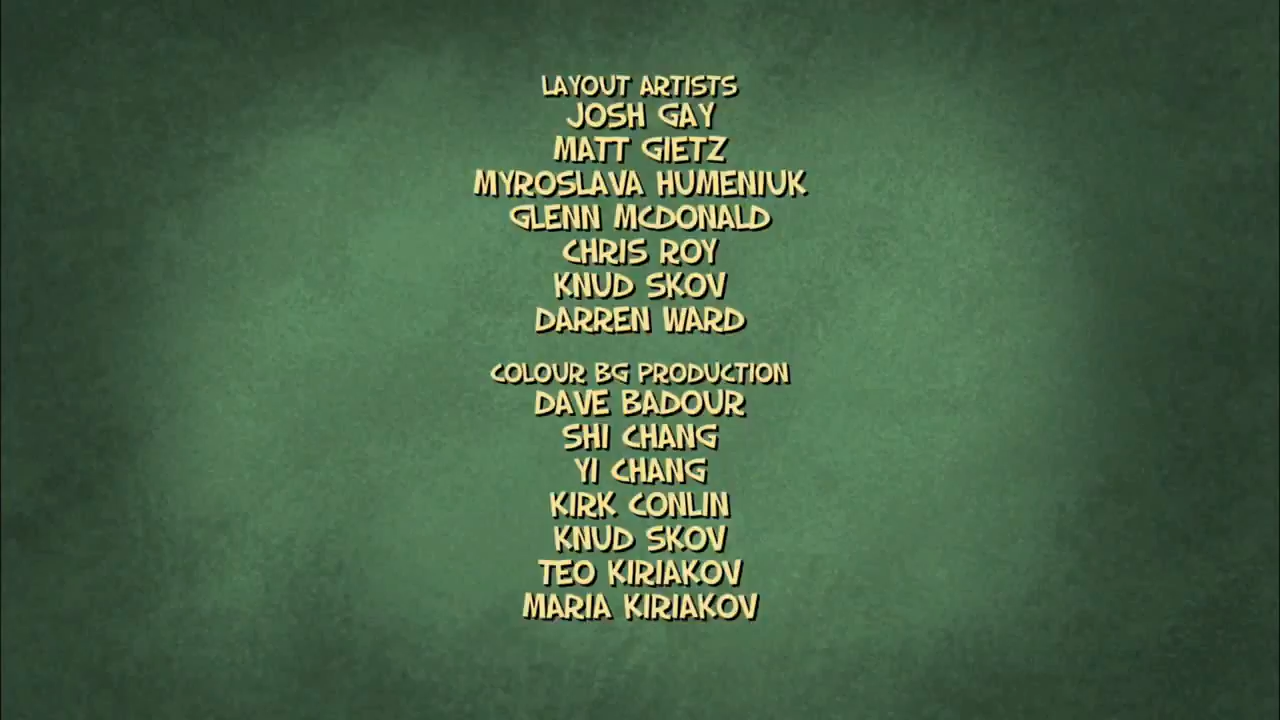 LAYOUT ARTISTS
JOSH GAY
MATT GIETZ
MYROSLAVA HUMENIUK
GLENN MCDONALD
CHRIS ROY
KNUD SKOV
DARREN WARD
COLOUR BG PRODUCTION
DAVE BADOUR
SHI CHANG
YI CHANG
KIRK CONLIN
KNUD SKOV
TEO KIRIAKOV
MARIA KIRIAKOV